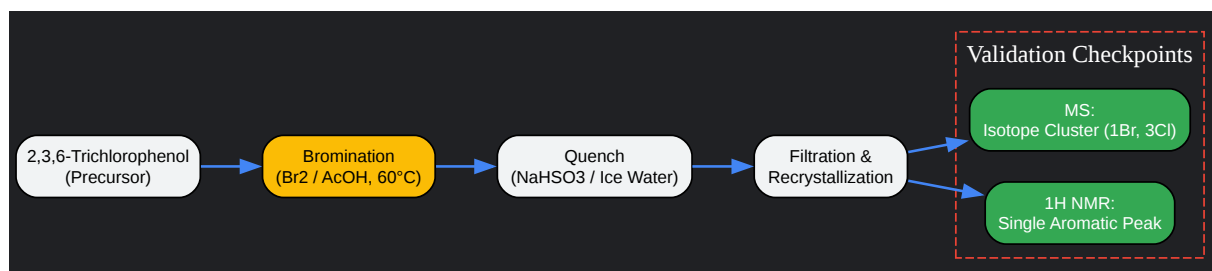 Validation Checkpoints
2,3,6-Trichlorophenol
(Precursor)
Bromination
(Br2 / AcOH, 60°C)
Quench
(NaHSO3 / Ice Water)
Filtration &
Recrystallization
MS:
Isotope Cluster (1Br, 3Cl)
1H NMR:
Single Aromatic Peak